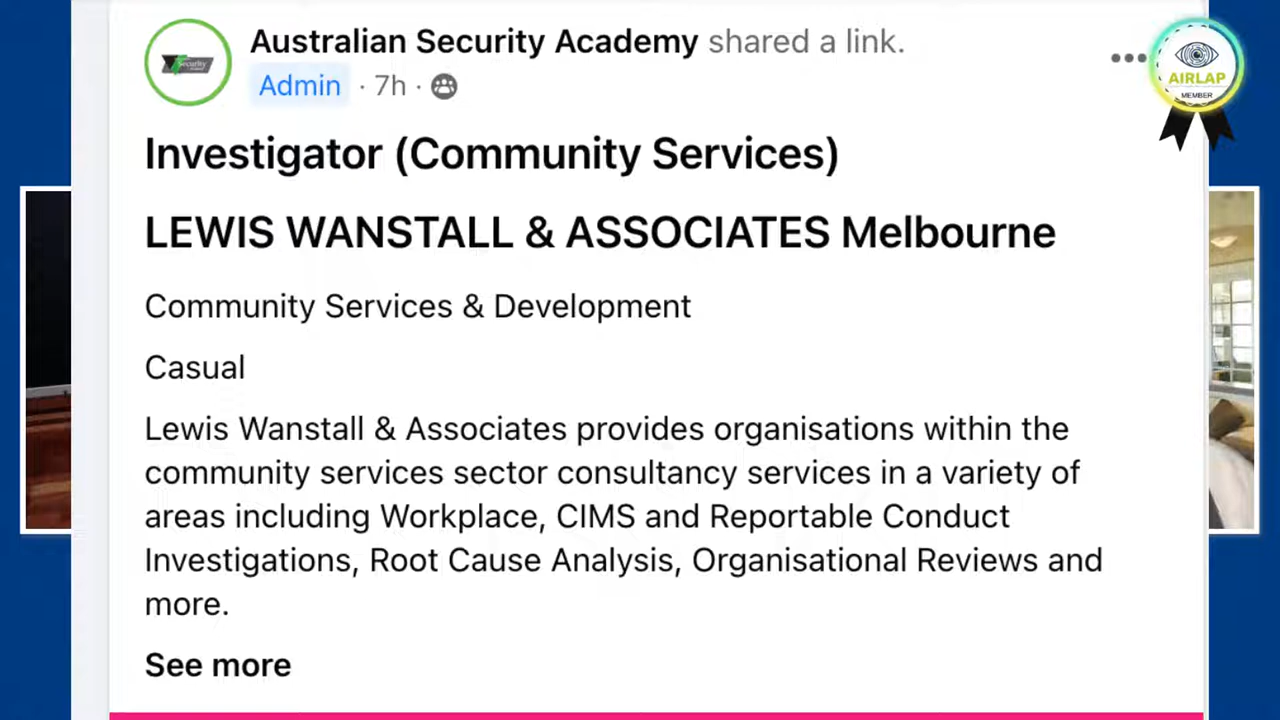 Australian Security Academy shared a link.
Admin · 7h ·
Security
AIRLAP
MEMBER
Investigator (Community Services)
LEWIS WANSTALL & ASSOCIATES Melbourne
Community Services & Development
Casual
Lewis Wanstall & Associates provides organisations within the
community services sector consultancy services in a variety of
areas including Workplace, CIMS and Reportable Conduct
Investigations, Root Cause Analysis, Organisational Reviews and
more.
See more